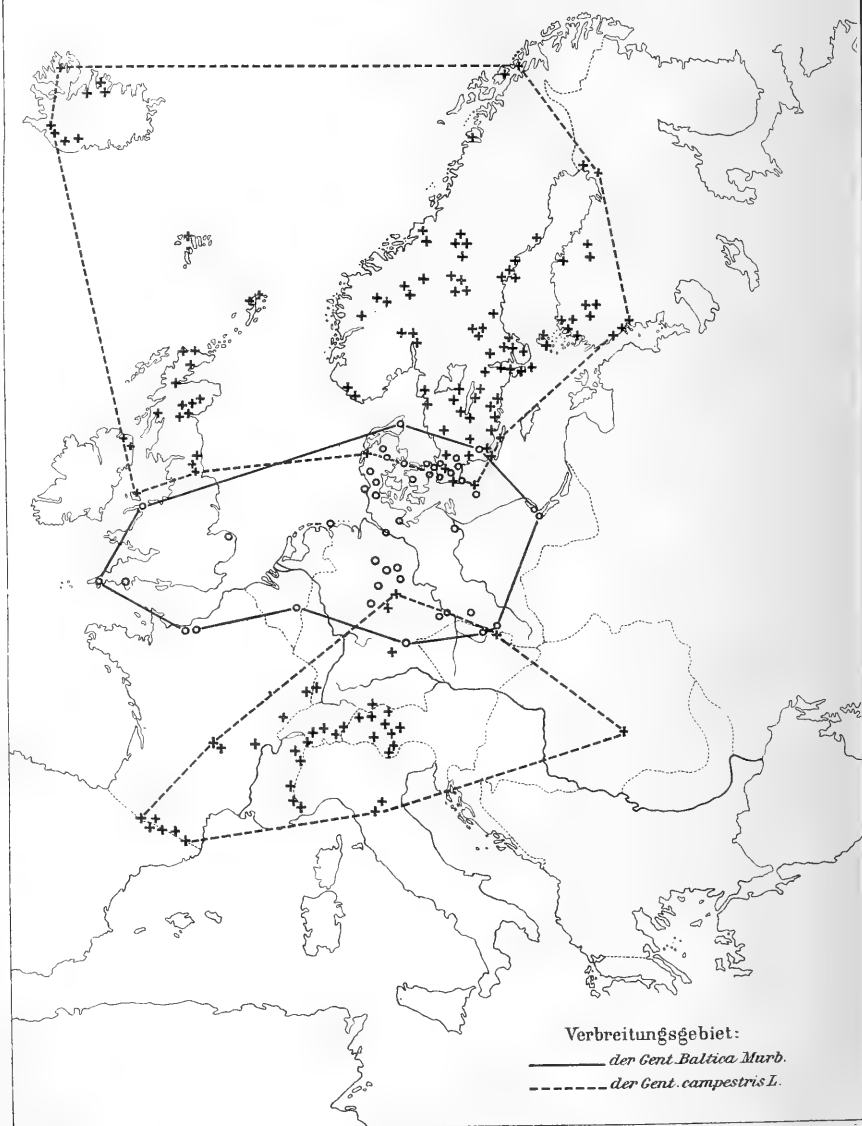 Verbreitungsgebiet:
der Gent. Baltica Murb.
der Gent. campestris L.